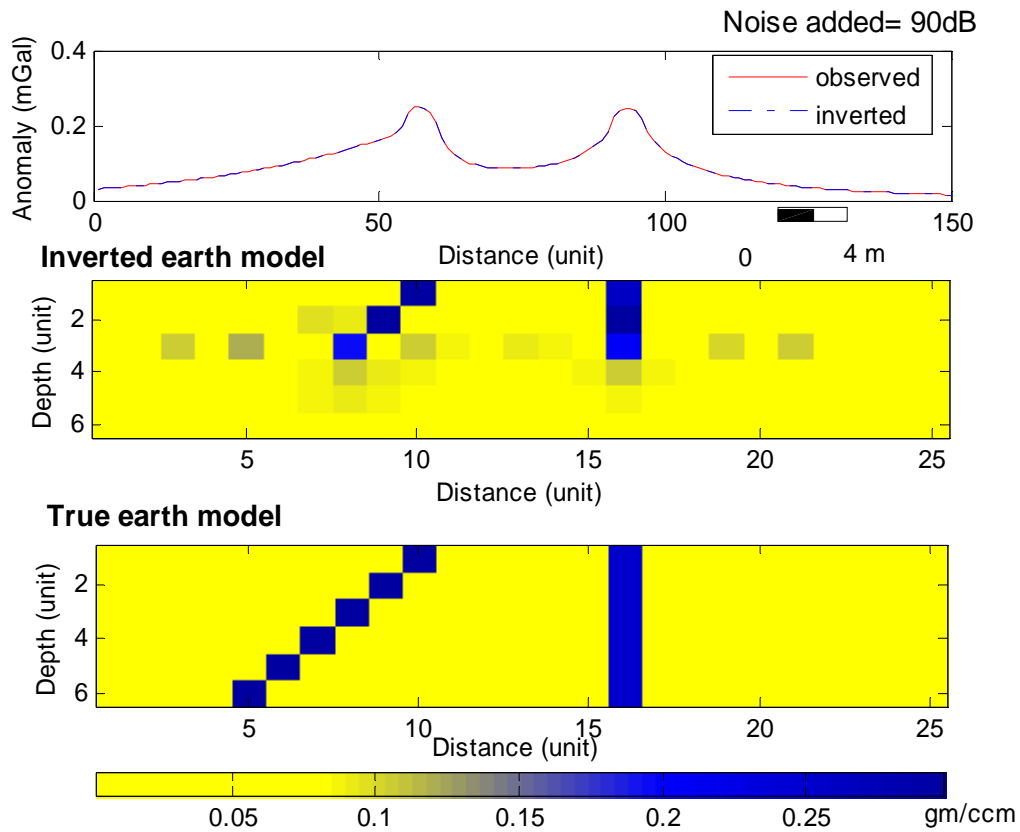 Noise added= 90dB
Anomaly (mGal)
0.4
0.2
0
observed
inverted
0 50 100 150
Distance (unit)
0 4 m
Inverted earth model
Depth (unit)
2
4
6
5 10 15 20 25
Distance (unit)
True earth model
Depth (unit)
2
4
6
5 10 15 20 25
Distance (unit)
0.05 0.1 0.15 0.2 0.25 gm/ccm